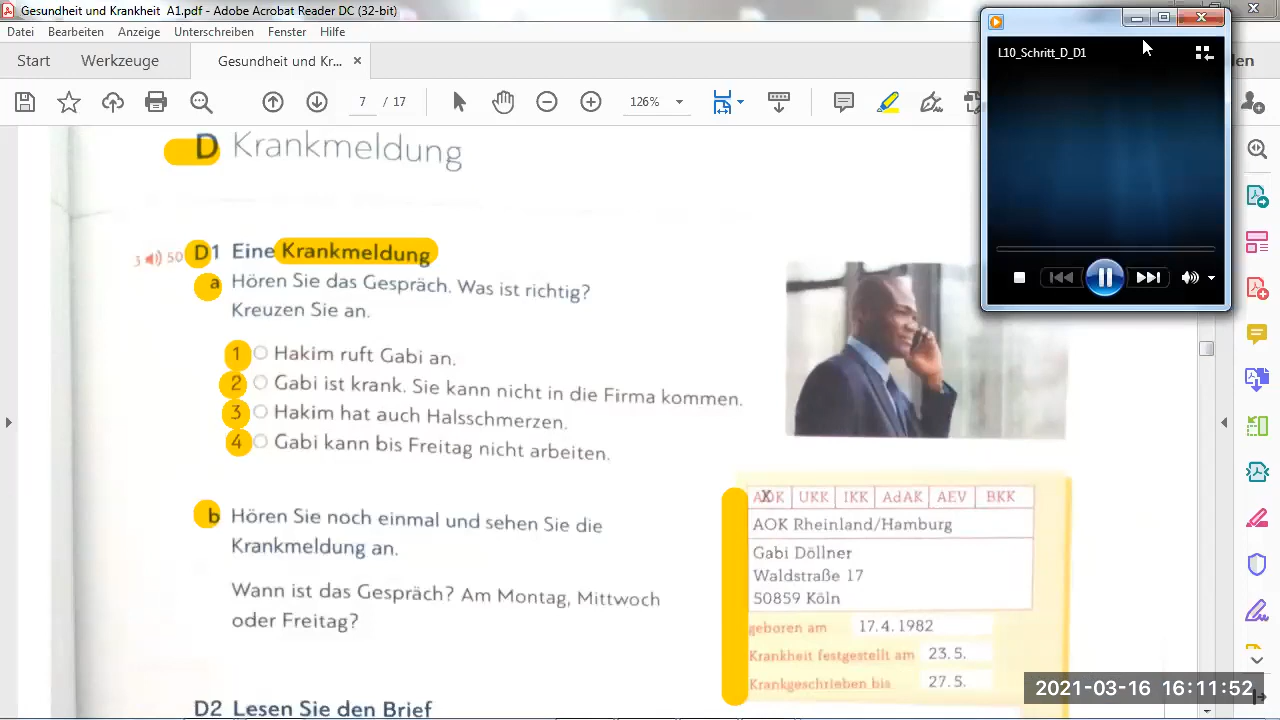 Gesundheit und Krankheit A1.pdf - Adobe Acrobat Reader DC (32-bit)
Datei Bearbeiten Anzeige Unterschreiben Fenster Hilfe
Start Werkzeuge Gesundheit und Kr... × den
7 / 17 126%
L10_Schritt_D_D1
D Krankmeldung
3 50 D1 Eine Krankmeldung
a Hören Sie das Gespräch. Was ist richtig?
Kreuzen Sie an.
1 Hakim ruft Gabi an.
2 Gabi ist krank. Sie kann nicht in die Firma kommen.
3 Hakim hat auch Halsschmerzen.
4 Gabi kann bis Freitag nicht arbeiten.
b Hören Sie noch einmal und sehen Sie die
Krankmeldung an.
Wann ist das Gespräch? Am Montag, Mittwoch
oder Freitag?
AOK UKK IKK AdAK AEV BKK
AOK Rheinland/Hamburg
Gabi Döllner
Waldstraße 17
50859 Köln
geboren am 17.4.1982
Krankheit festgestellt am 23.5.
Krankgeschrieben bis 27.5.
D2 Lesen Sie den Brief
2021-03-16 16:11:52